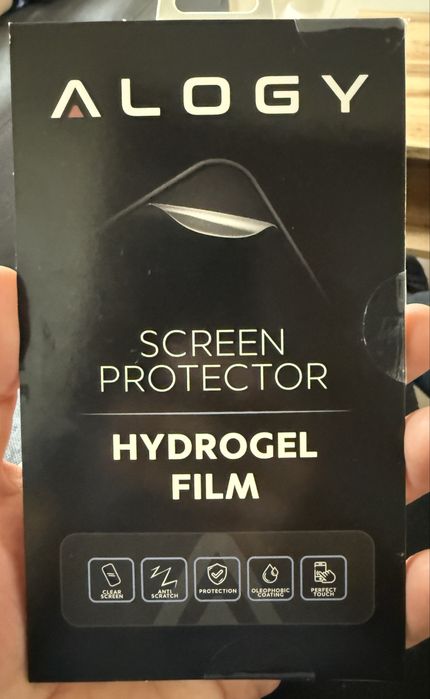 ALOGY
SCREEN
PROTECTOR
HYDROGEL
FILM
CLEAR
SCREEN
ANTI
SCRATCH
PROTECTION
OLEOPHOBIC
COATING
PERFECT
TOUCH